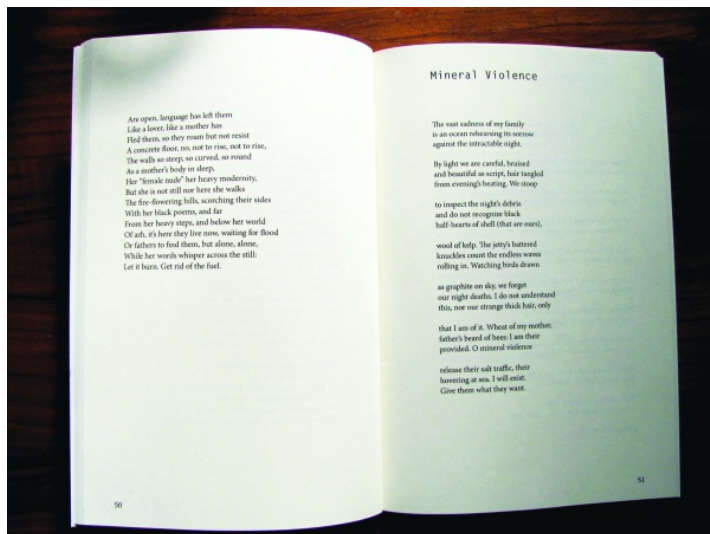 Are open, language has left them
Like a lover, like a mother has
Fled them, so they roam but not resist
A concrete floor, no, not to rise, not to rise,
The walls so steep, so curved, so round
As a mother's body in sleep,
Her "female nude" her heavy modernity,
But she is not still nor here she walks
The fire-flowering hills, scorching their sides
With her black poems, and far
From her heavy steps, and below her world
Of ash, it's here they live now, waiting for flood
Or fathers to find them, but alone, alone,
While her words whisper across the still:
Let it burn. Get rid of the fuel.
50
Mineral Violence
The vast sadness of my family
is an ocean rehearsing its sorrow
against the intractable night.
By light we are careful, bruised
and beautiful as script, hair tangled
from evening's beating. We stoop
to inspect the night's debris
and do not recognize black
half-hearts of shell (that are ours),
wool of kelp. The jetty's battered
knuckles count the endless waves
rolling in. Watching birds drawn
as graphite on sky, we forget
our night deaths. I do not understand
this, nor our strange thick hair, only
that I am of it. Wheat of my mother,
father's beard of bees: I am their
provided. O mineral violence
release their salt traffic, their
hovering at sea. I will exist.
Give them what they want.
51